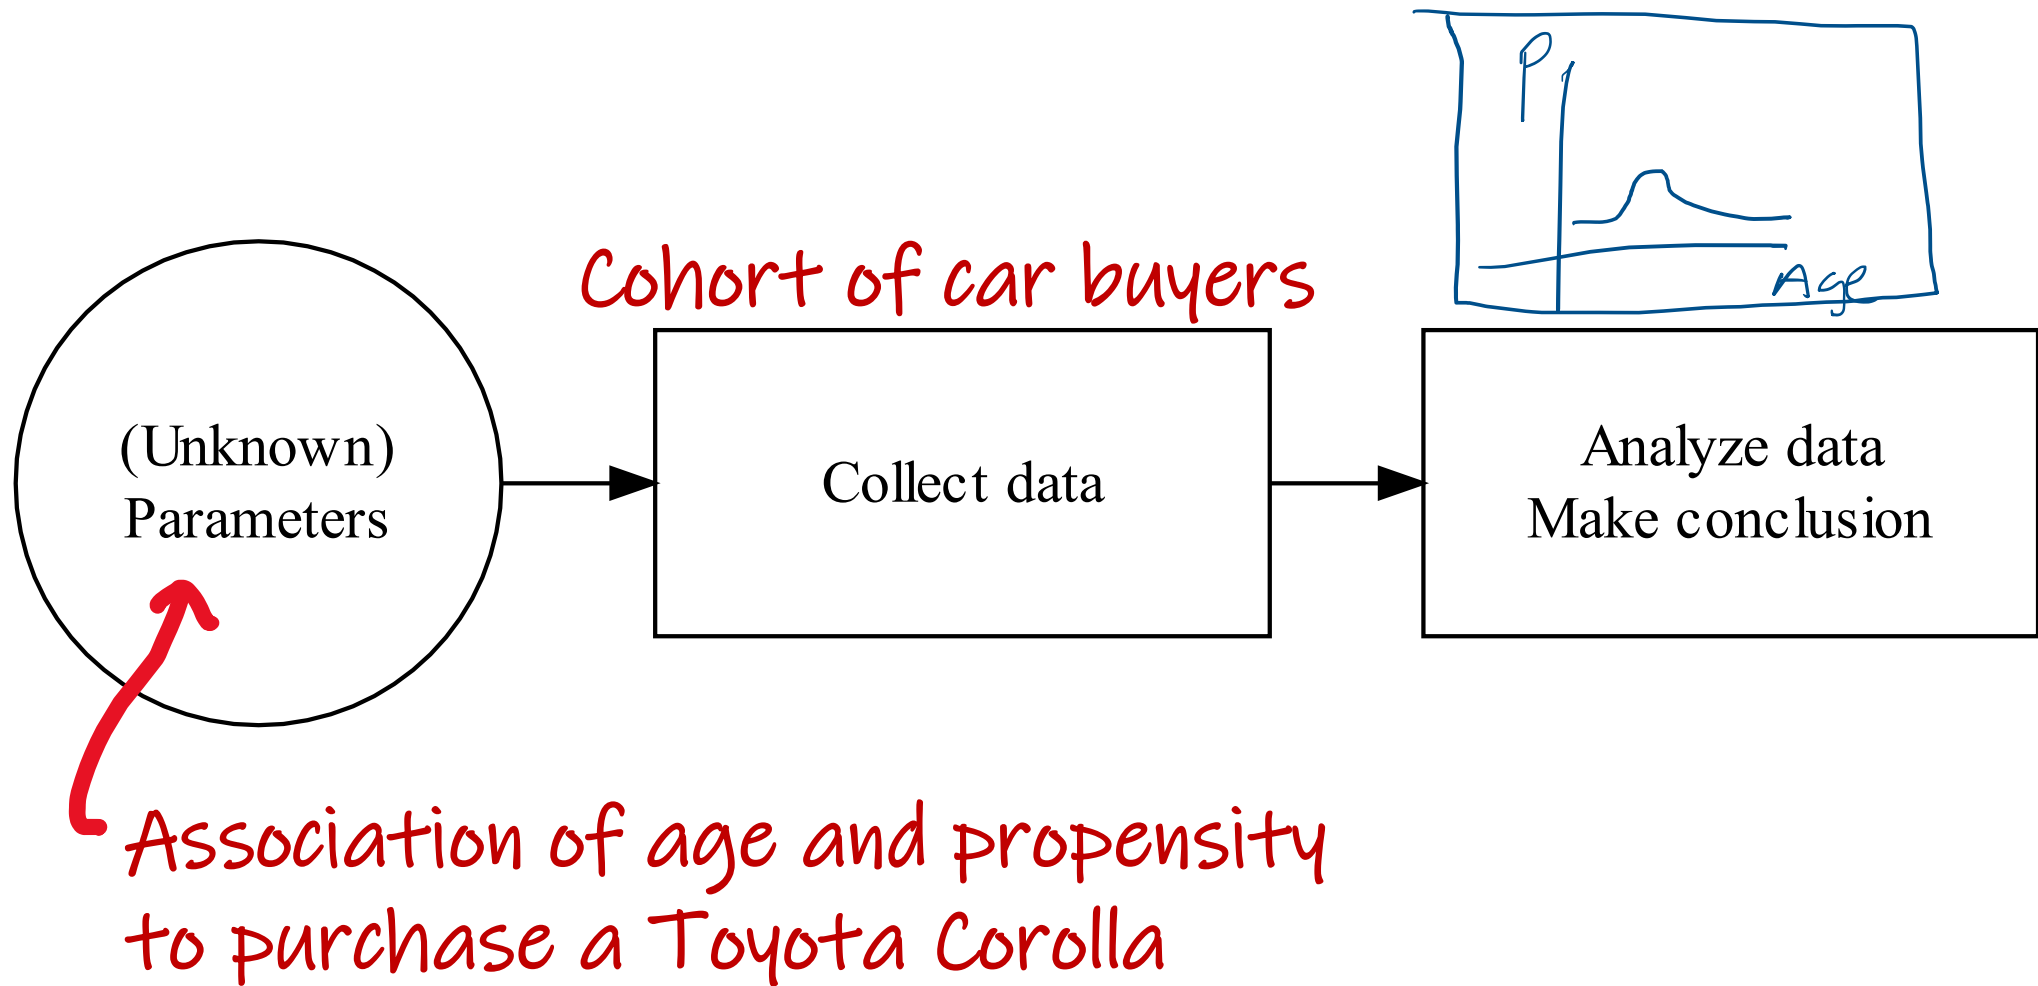 P
Age
Cohort of car buyers
(Unknown)
Parameters
Collect data
Analyze data
Make conclusion
Association of age and propensity
to purchase a Toyota Corolla